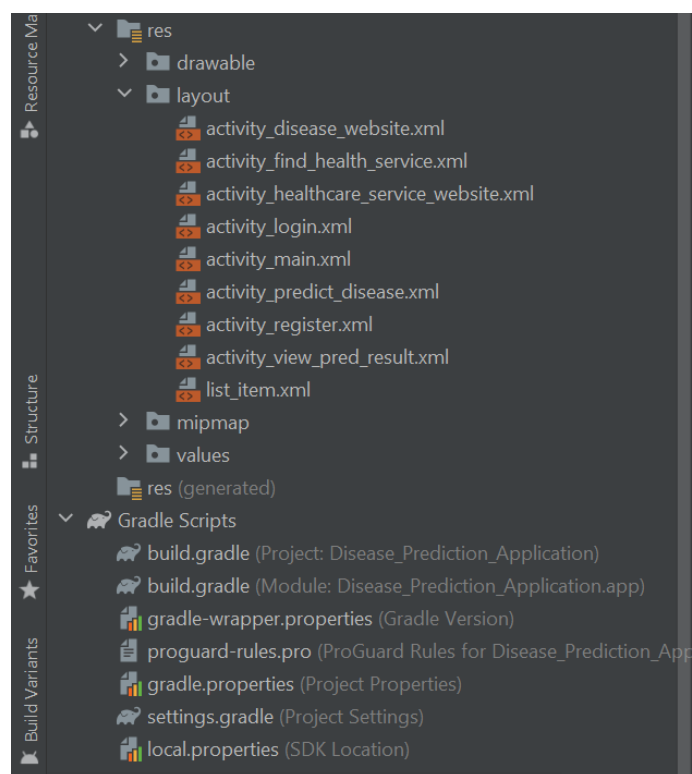 Resource Ma
Structure
Favorites
Build Variants
res
drawable
layout
activity_disease_website.xml
activity_find_health_service.xml
activity_healthcare_service_website.xml
activity_login.xml
activity_main.xml
activity_predict_disease.xml
activity_register.xml
activity_view_pred_result.xml
list_item.xml
mipmap
values
res (generated)
Gradle Scripts
build.gradle (Project: Disease_Prediction_Application)
build.gradle (Module: Disease_Prediction_Application.app)
gradle-wrapper.properties (Gradle Version)
proguard-rules.pro (ProGuard Rules for Disease_Prediction_App
gradle.properties (Project Properties)
settings.gradle (Project Settings)
local.properties (SDK Location)